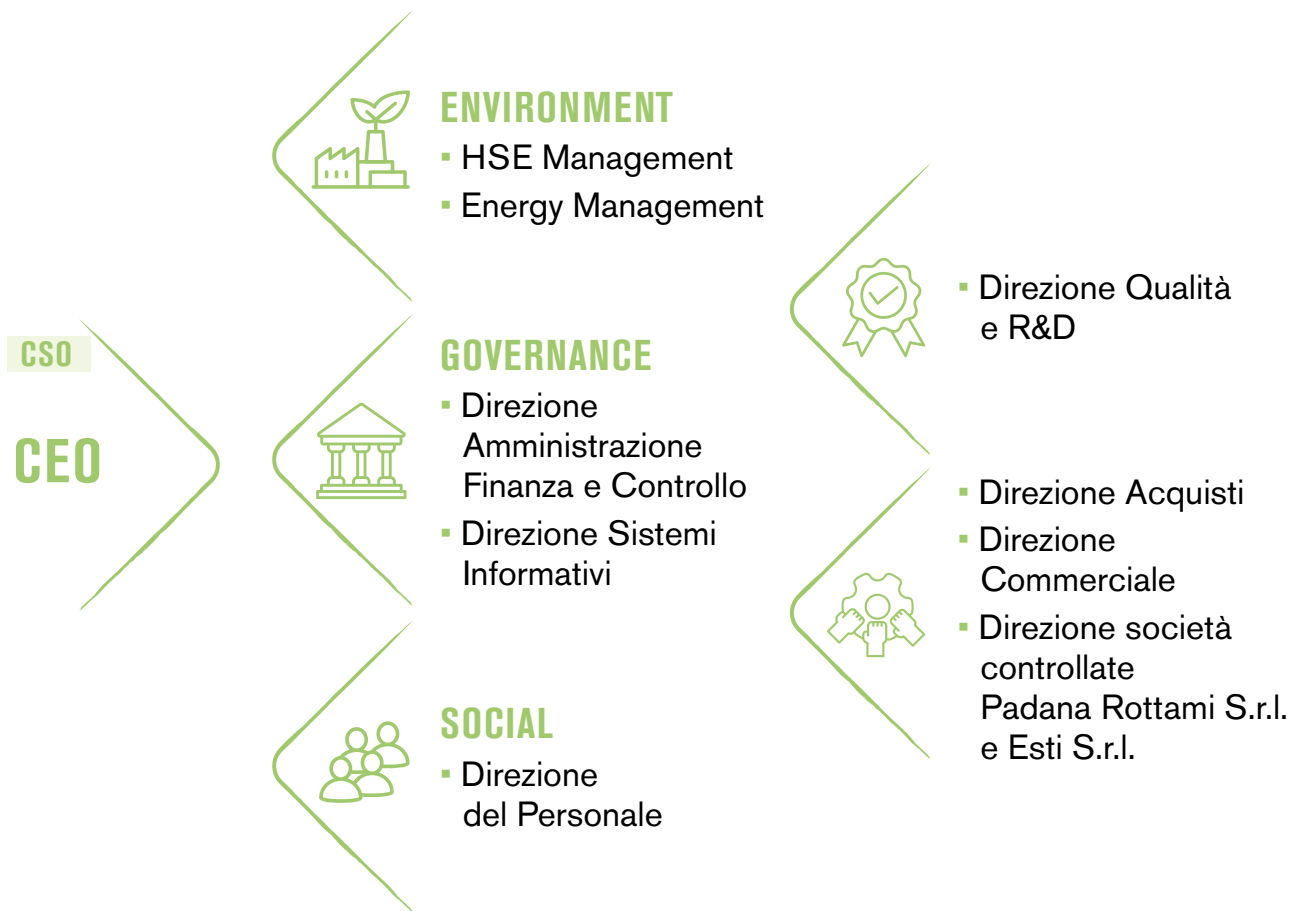 CSO
CEO
ENVIRONMENT
▪ HSE Management
▪ Energy Management
GOVERNANCE
▪ Direzione
Amministrazione
Finanza e Controllo
▪ Direzione Sistemi
Informativi
SOCIAL
▪ Direzione
del Personale
▪ Direzione Qualità
e R&D
▪ Direzione Acquisti
▪ Direzione
Commerciale
▪ Direzione società
controllate
Padana Rottami S.r.l.
e Esti S.r.l.